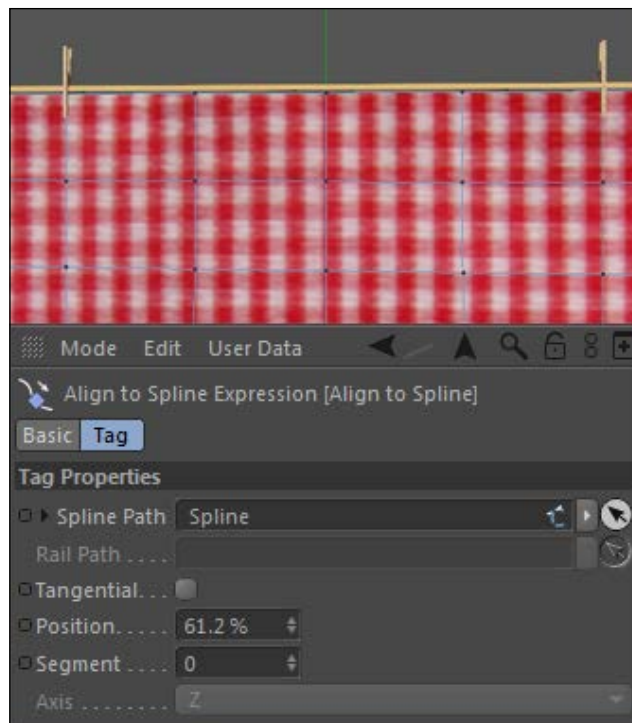 Mode Edit User Data
Align to Spline Expression [Align to Spline]
Basic Tag
Tag Properties
Spline Path Spline
Rail Path . . . .
Tangential. . .
Position. . . . . 61.2 %
Segment . . . . 0
Axis . . . . . . . . Z